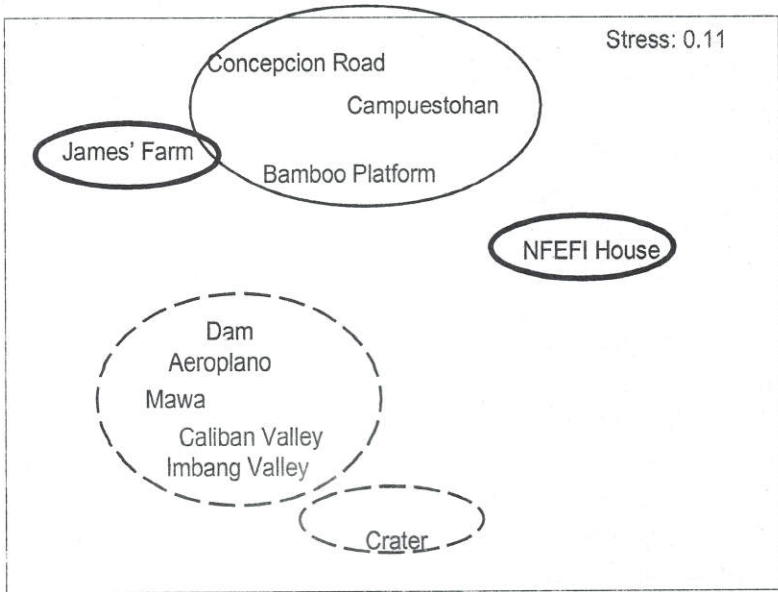 Stress: 0.11
Concepcion Road
Campuestohan
James' Farm
Bamboo Platform
NFEFI House
Dam
Aeroplano
Mawa
Caliban Valley
Imbang Valley
Crater